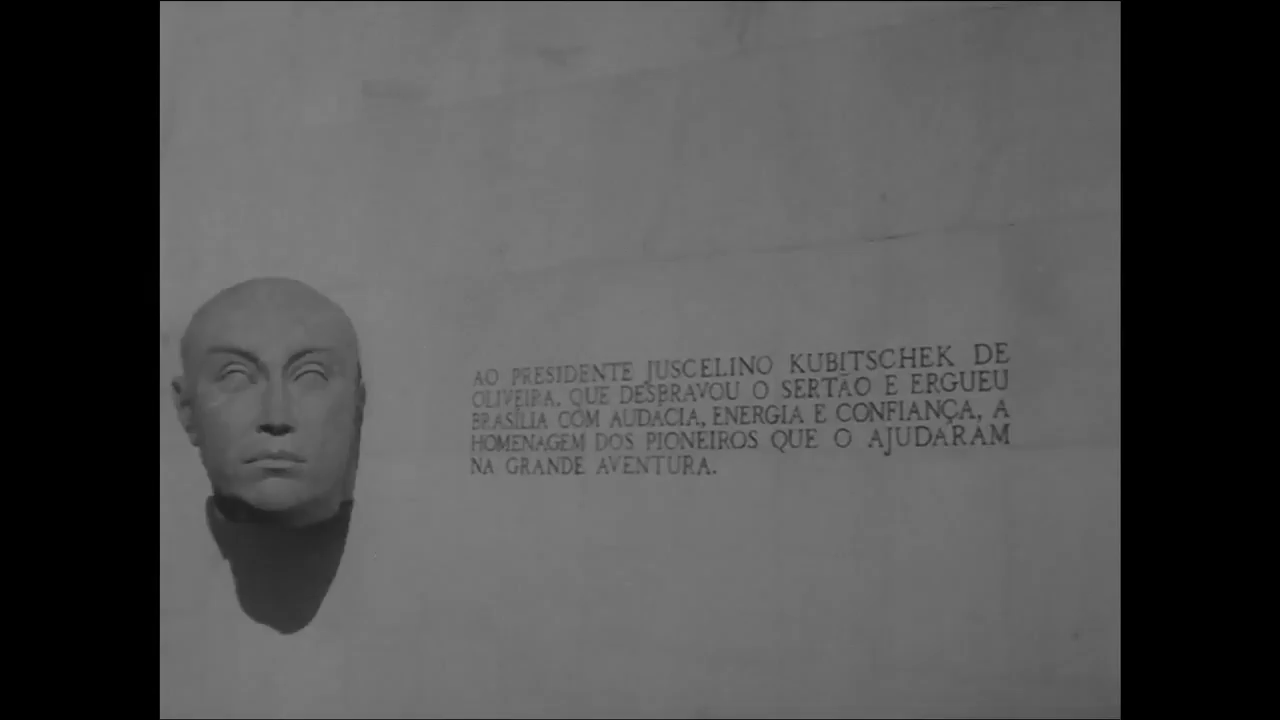 AO PRESIDENTE JUSCELINO KUBITSCHEK DE
OLIVEIRA, QUE DESBRAVOU O SERTÃO E ERGUEU
BRASÍLIA COM AUDÁCIA, ENERGIA E CONFIANÇA, A
HOMENAGEM DOS PIONEIROS QUE O AJUDARAM
NA GRANDE AVENTURA.